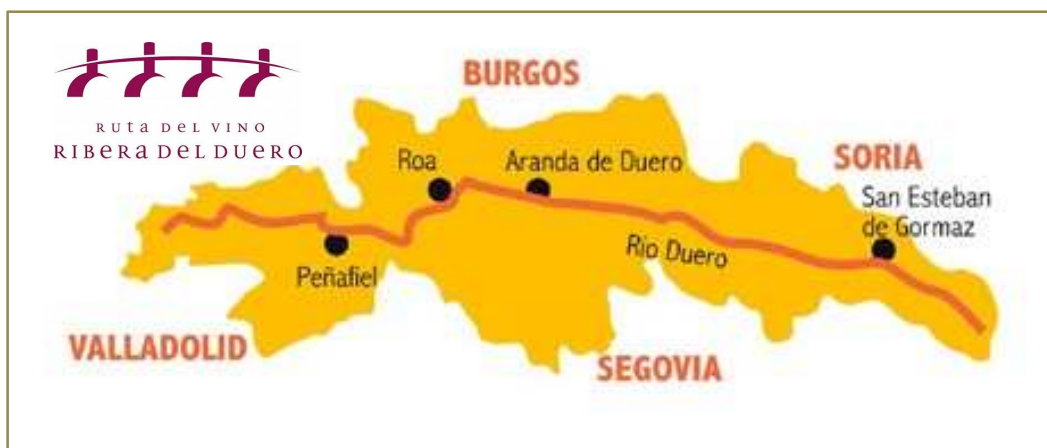 RUTA DEL VINO
RIBERA DEL DUERO
BURGOS
Roa
Aranda de Duero
SORIA
San Esteban
de Gormaz
Río Duero
Peñafiel
VALLADOLID
SEGOVIA